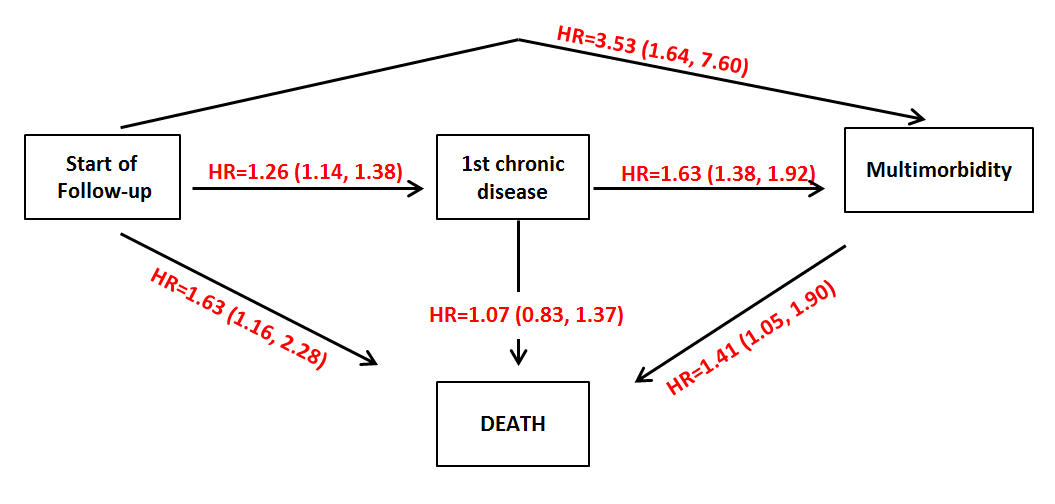 HR=3.53 (1.64, 7.60)
Start of
Follow-up
HR=1.26 (1.14, 1.38)
1st chronic
disease
HR=1.63 (1.38, 1.92)
Multimorbidity
HR=1.63 (1.16, 2.28)
HR=1.07 (0.83, 1.37)
HR=1.41 (1.05, 1.90)
DEATH